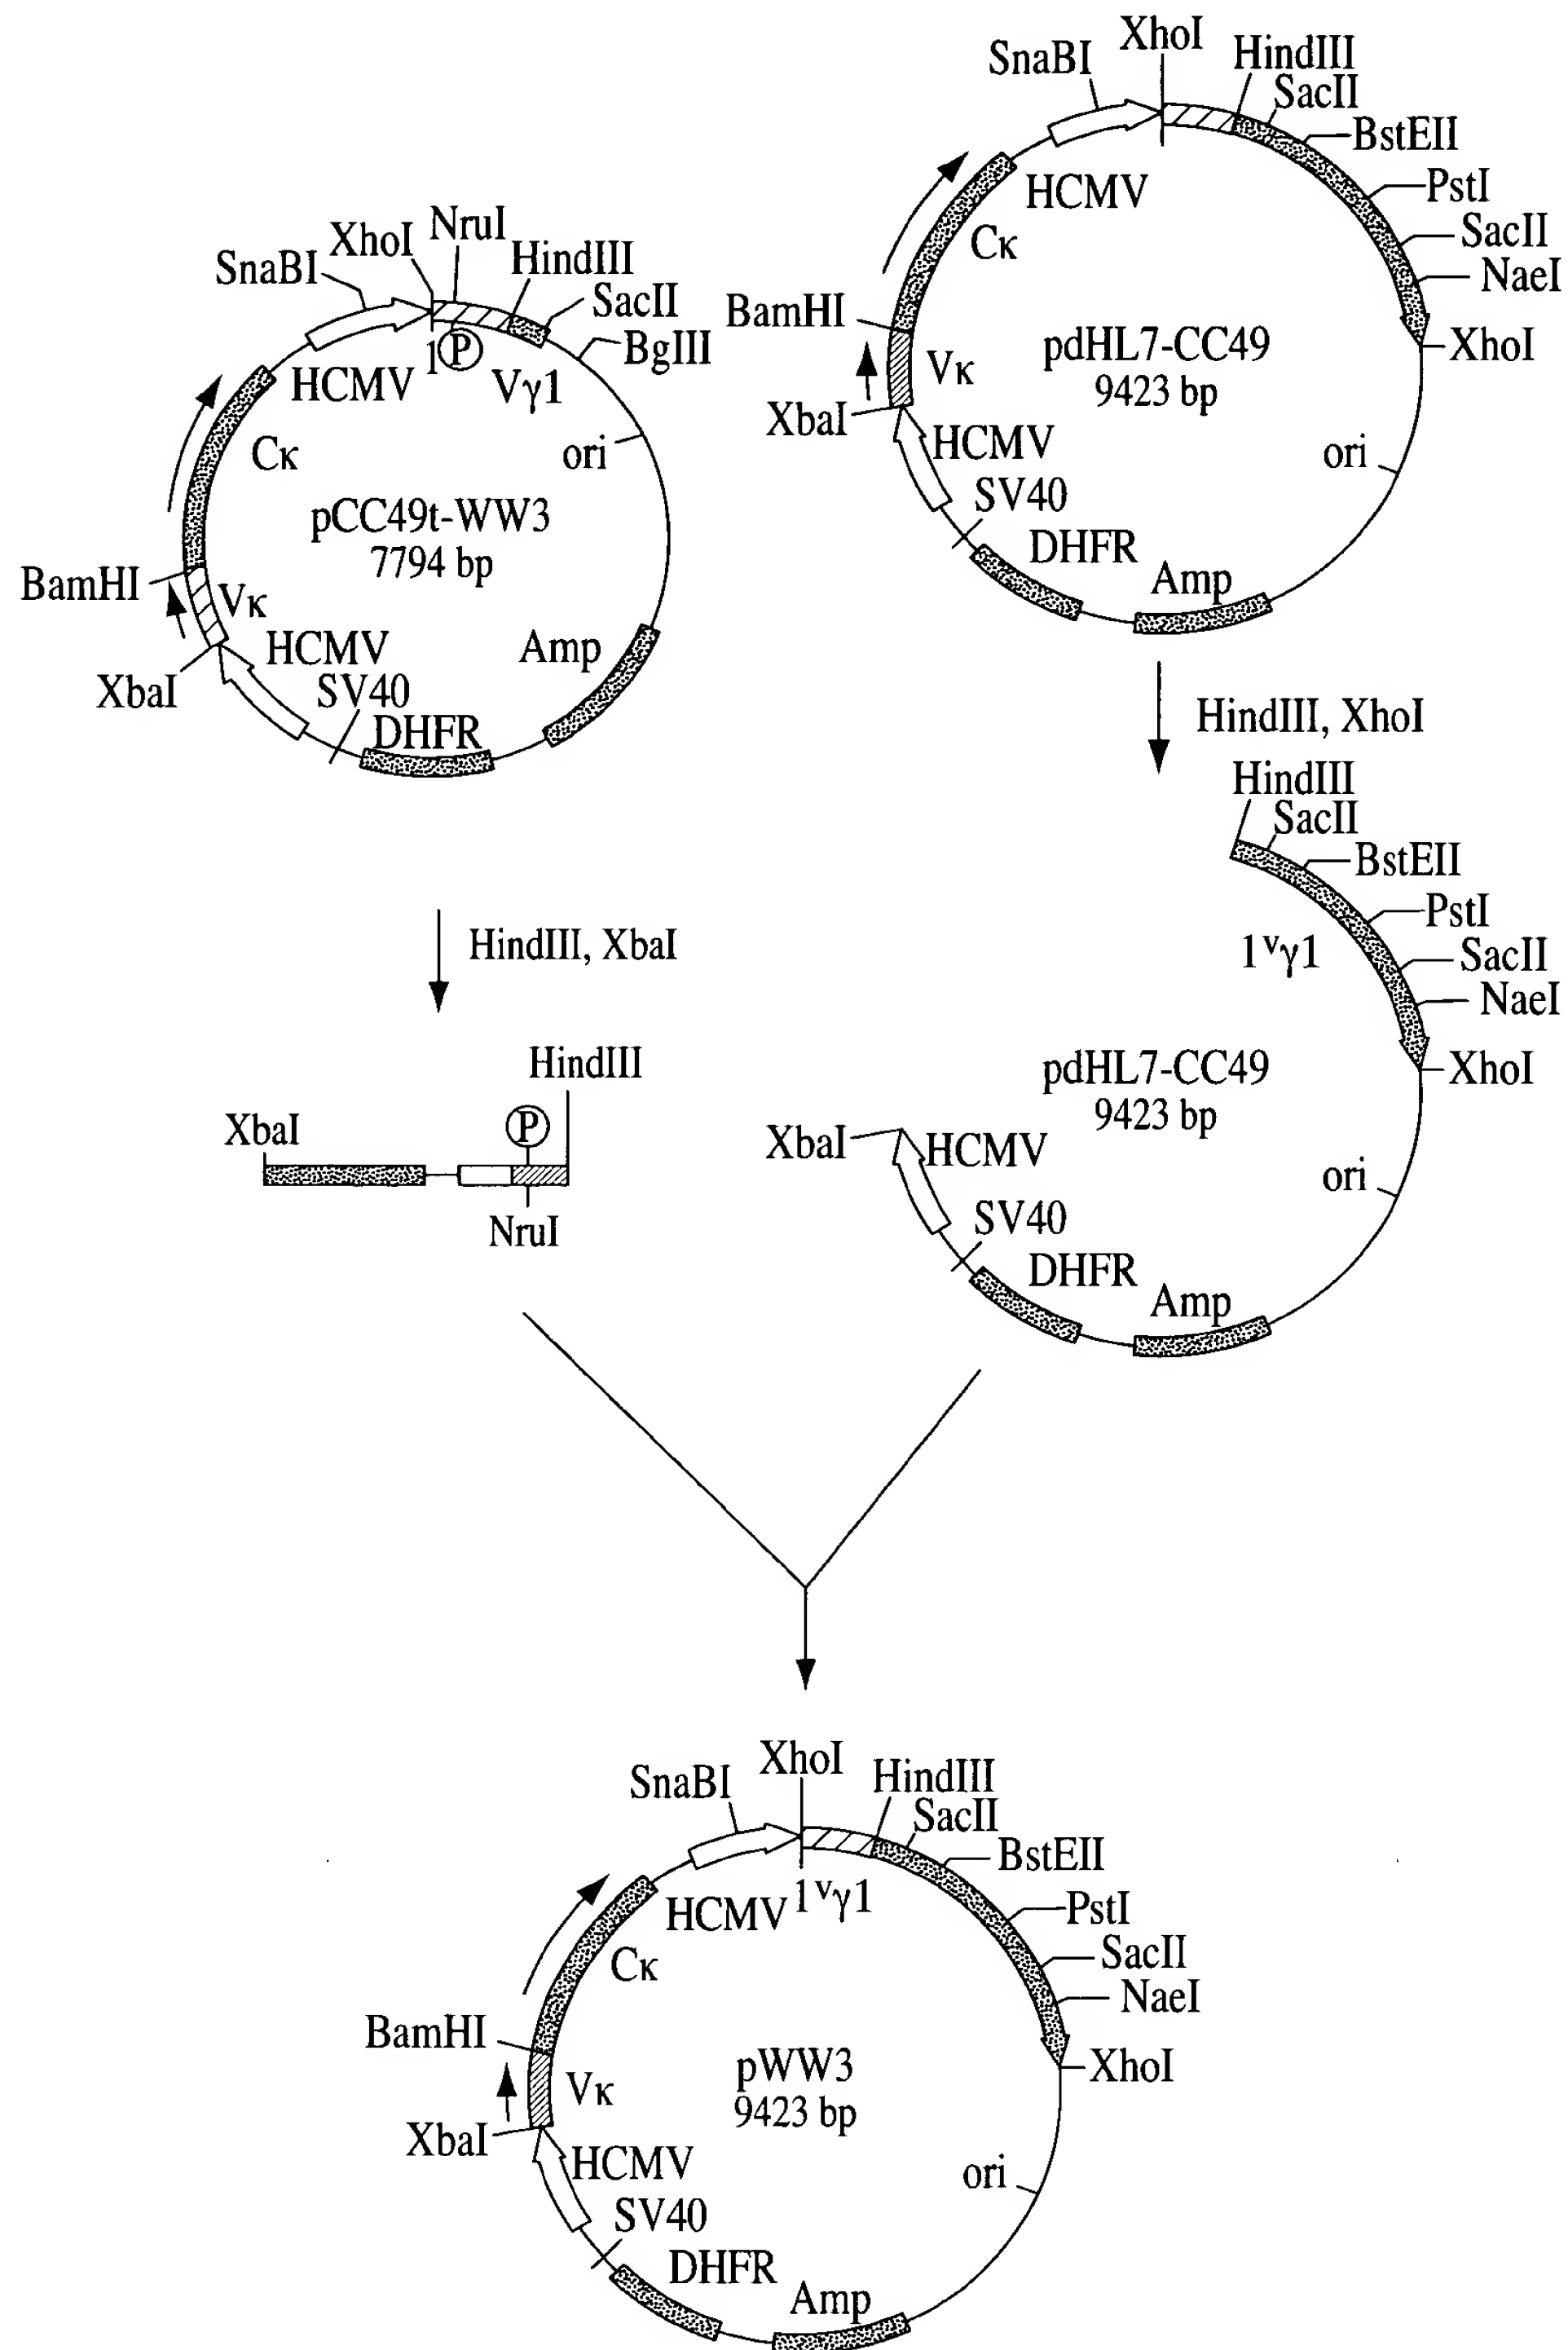 SnaBI
XhoI
NruI
HindIII
SacII
BgIII
HCMV
1
P
Vγ1
Cκ
ori
pCC49t-WW3
7794 bp
BamHI
Vκ
HCMV
XbaI
SV40
DHFR
Amp
SnaBI
XhoI
HindIII
SacII
BstEII
PstI
SacII
NaeI
XhoI
HCMV
Cκ
BamHI
pdHL7-CC49
9423 bp
Vκ
XbaI
HCMV
SV40
ori
DHFR
Amp
HindIII, XbaI
XbaI
HindIII
P
NruI
HindIII, XhoI
HindIII
SacII
BstEII
PstI
1vγ1
SacII
NaeI
XhoI
pdHL7-CC49
9423 bp
XbaI
HCMV
SV40
ori
DHFR
Amp
SnaBI
XhoI
HindIII
SacII
BstEII
HCMV
1vγ1
PstI
Cκ
SacII
NaeI
BamHI
pWW3
9423 bp
XhoI
Vκ
XbaI
HCMV
SV40
ori
DHFR
Amp